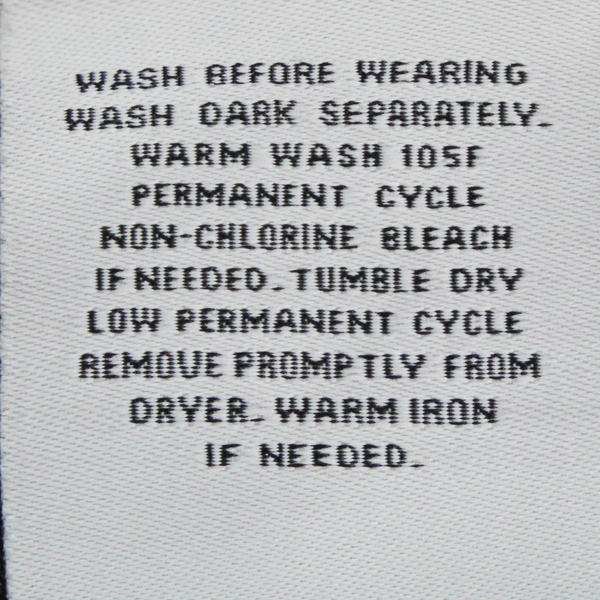 WASH BEFORE WEARING
WASH DARK SEPARATELY.
WARM WASH 105F
PERMANENT CYCLE
NON-CHLORINE BLEACH
IF NEEDED. TUMBLE DRY
LOW PERMANENT CYCLE
REMOVE PROMPTLY FROM
DRYER. WARM IRON
IF NEEDED.